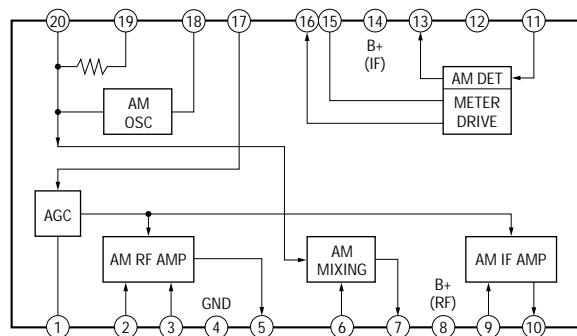 20 19 18 17 16 15 14 13 12 11
B+
(IF)
AM DET
METER
DRIVE
AM
OSC
AGC
AM RF AMP
AM
MIXING
AM IF AMP
GND
B+
(RF)
1 2 3 4 5 6 7 8 9 10